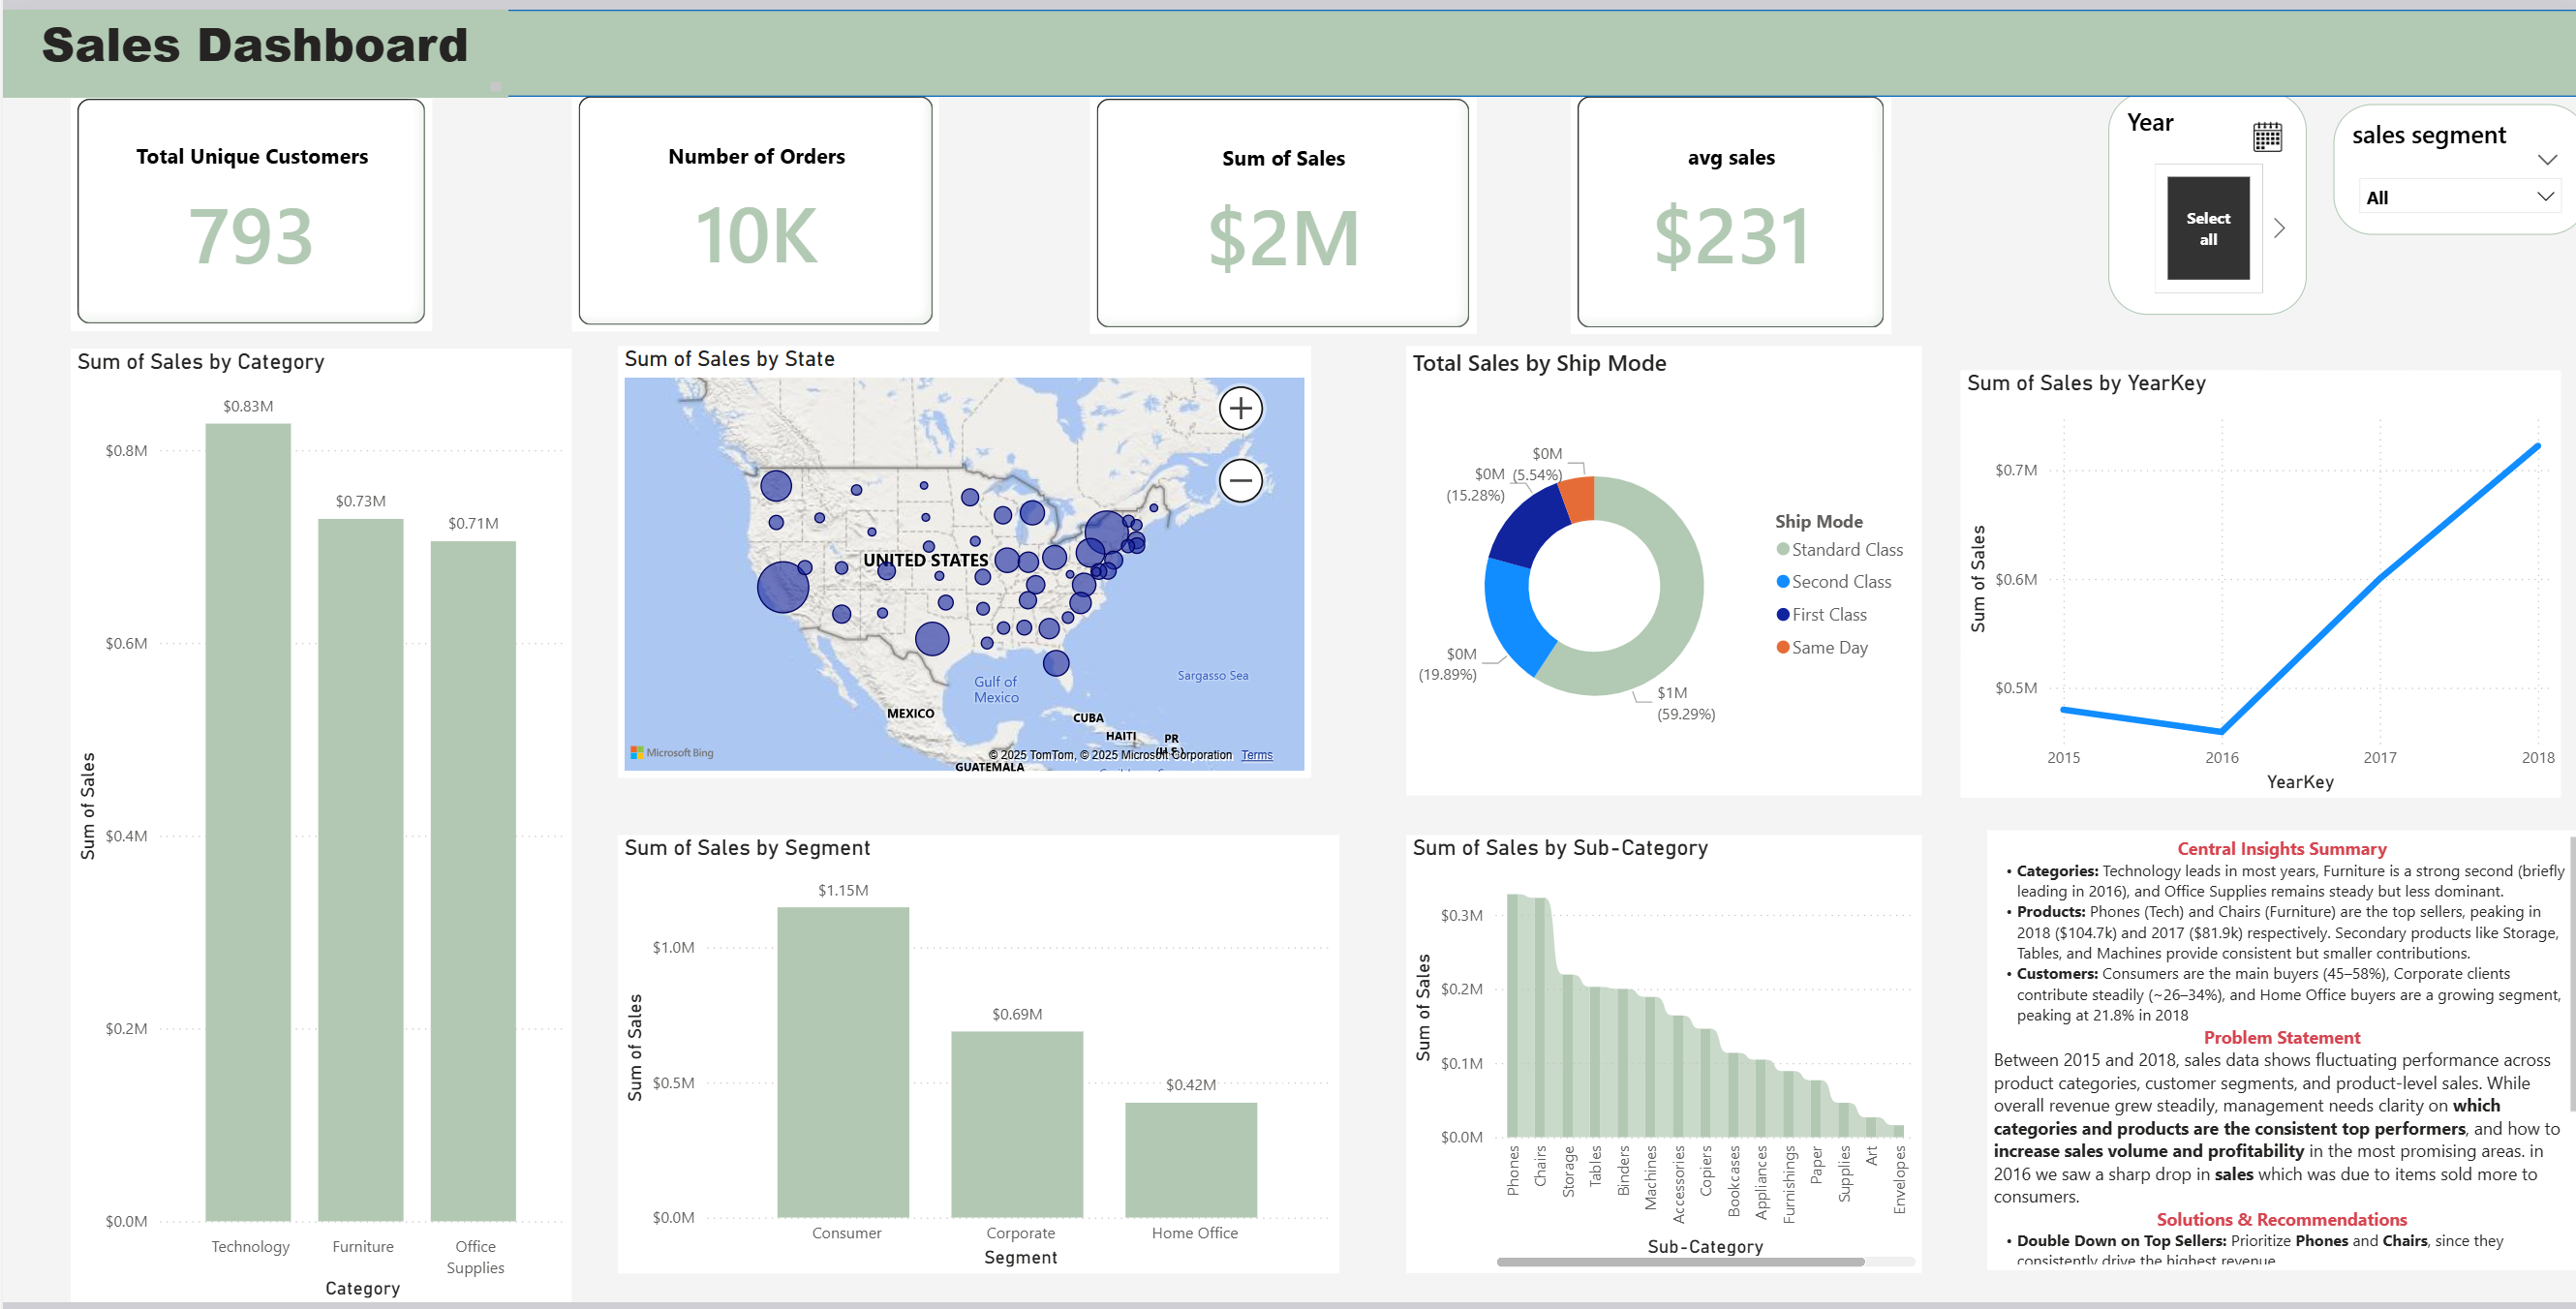 Sales Dashboard
Total Unique Customers
793
Number of Orders
10K
Sum of Sales
$2M
avg sales
$231
Year
Select
all
sales segment
All
Sum of Sales by Category
$0.83M
$0.73M
$0.71M
$0.8M
$0.6M
$0.4M
$0.2M
$0.0M
Sum of Sales
Technology
Furniture
Office
Supplies
Category
Sum of Sales by State
UNITED STATES
Gulf of
Mexico
Sargasso Sea
MEXICO
CUBA
HAITI
PR
(U.S.)
GUATEMALA
Microsoft Bing
© 2025 TomTom, © 2025 Microsoft Corporation
Terms
Total Sales by Ship Mode
$0M
(5.54%)
$0M
(15.28%)
$0M
(19.89%)
$1M
(59.29%)
Ship Mode
Standard Class
Second Class
First Class
Same Day
Sum of Sales by YearKey
$0.7M
$0.6M
$0.5M
Sum of Sales
2015
2016
2017
2018
YearKey
Sum of Sales by Segment
$1.15M
$0.69M
$0.42M
$1.0M
$0.5M
$0.0M
Sum of Sales
Consumer
Corporate
Home Office
Segment
Sum of Sales by Sub-Category
$0.3M
$0.2M
$0.1M
$0.0M
Sum of Sales
Phones
Chairs
Storage
Tables
Binders
Machines
Accessories
Copiers
Bookcases
Appliances
Furnishings
Paper
Supplies
Art
Envelopes
Sub-Category
Central Insights Summary
• Categories: Technology leads in most years, Furniture is a strong second (briefly
leading in 2016), and Office Supplies remains steady but less dominant.
• Products: Phones (Tech) and Chairs (Furniture) are the top sellers, peaking in
2018 ($104.7k) and 2017 ($81.9k) respectively. Secondary products like Storage,
Tables, and Machines provide consistent but smaller contributions.
• Customers: Consumers are the main buyers (45–58%), Corporate clients
contribute steadily (~26–34%), and Home Office buyers are a growing segment,
peaking at 21.8% in 2018
Problem Statement
Between 2015 and 2018, sales data shows fluctuating performance across
product categories, customer segments, and product-level sales. While
overall revenue grew steadily, management needs clarity on which
categories and products are the consistent top performers, and how to
increase sales volume and profitability in the most promising areas. in
2016 we saw a sharp drop in sales which was due to items sold more to
consumers.
Solutions & Recommendations
• Double Down on Top Sellers: Prioritize Phones and Chairs, since they
consistently drive the highest revenue.